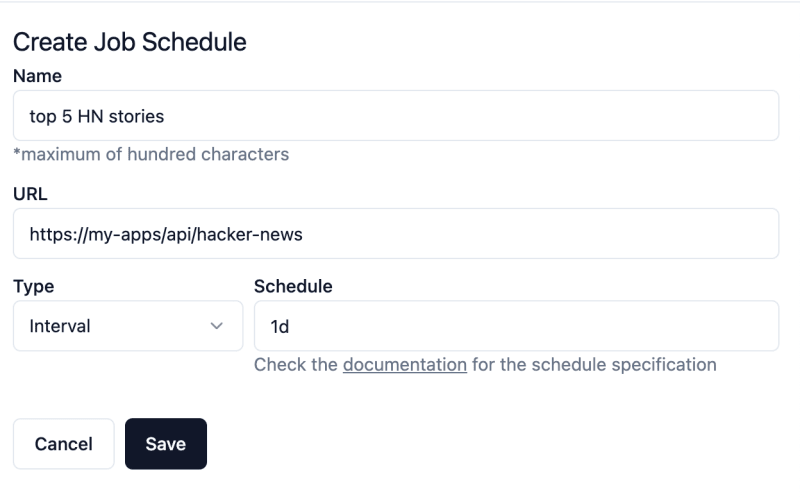 Create Job Schedule
Name
top 5 HN stories
*maximum of hundred characters
URL
https://my-apps/api/hacker-news
Type
Schedule
Interval
1d
Check the documentation for the schedule specification
Cancel
Save